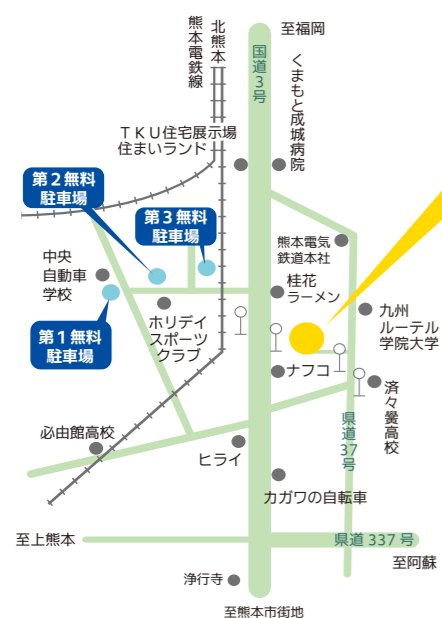 至福岡
北熊本
熊本電鉄線
国道3号
くまもと成城病院
ＴＫＵ住宅展示場
住まいランド
第２無料
駐車場
第３無料
駐車場
熊本電気
鉄道本社
中央
自動車
学校
桂花
ラーメン
九州
ルーテル
学院大学
ホリデイ
スポーツ
クラブ
第１無料
駐車場
ナフコ
済々黌高校
県道37号
必由館高校
ヒライ
カガワの自転車
至上熊本
県道 337 号
至阿蘇
浄行寺
至熊本市街地